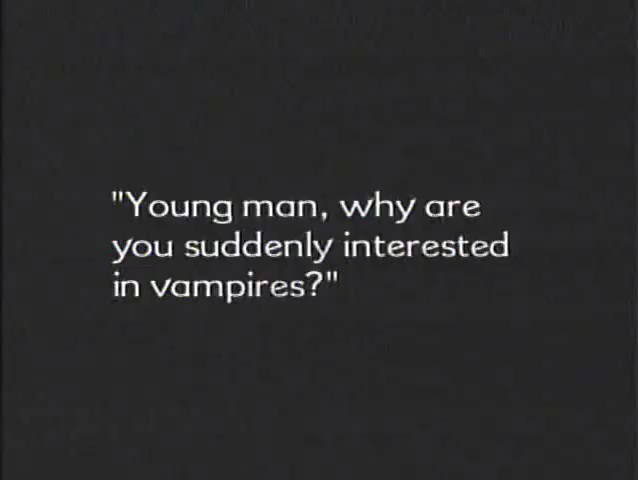 "Young man, why are
you suddenly interested
in vampires?"